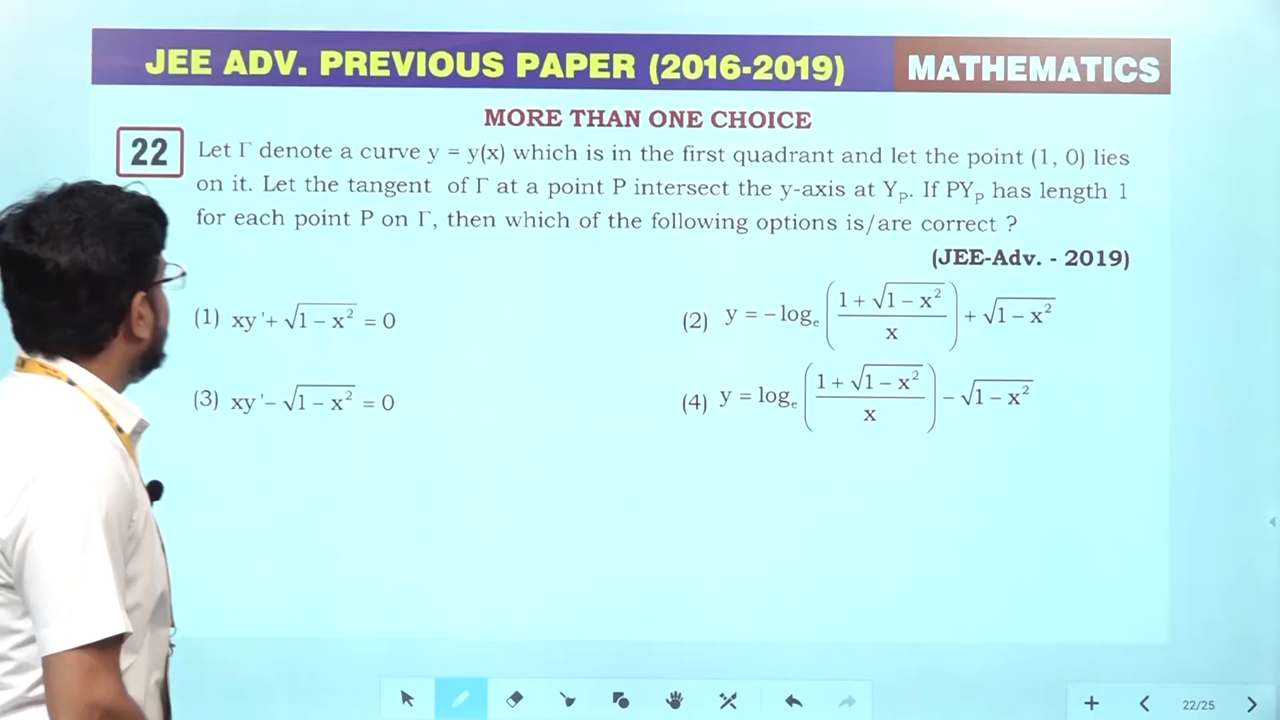 JEE ADV. PREVIOUS PAPER (2016-2019) MATHEMATICS
MORE THAN ONE CHOICE
22 Let Γ denote a curve y = y(x) which is in the first quadrant and let the point (1, 0) lies
on it. Let the tangent of Γ at a point P intersect the y-axis at Y_P. If PY_P has length 1
for each point P on Γ, then which of the following options is/are correct ?
(JEE-Adv. - 2019)
(1) xy'+ √(1 − x²) = 0
(2) y = −logₑ((1 + √(1 − x²))/x) + √(1 − x²)
(3) xy'− √(1 − x²) = 0
(4) y = logₑ((1 + √(1 − x²))/x) − √(1 − x²)
22/25